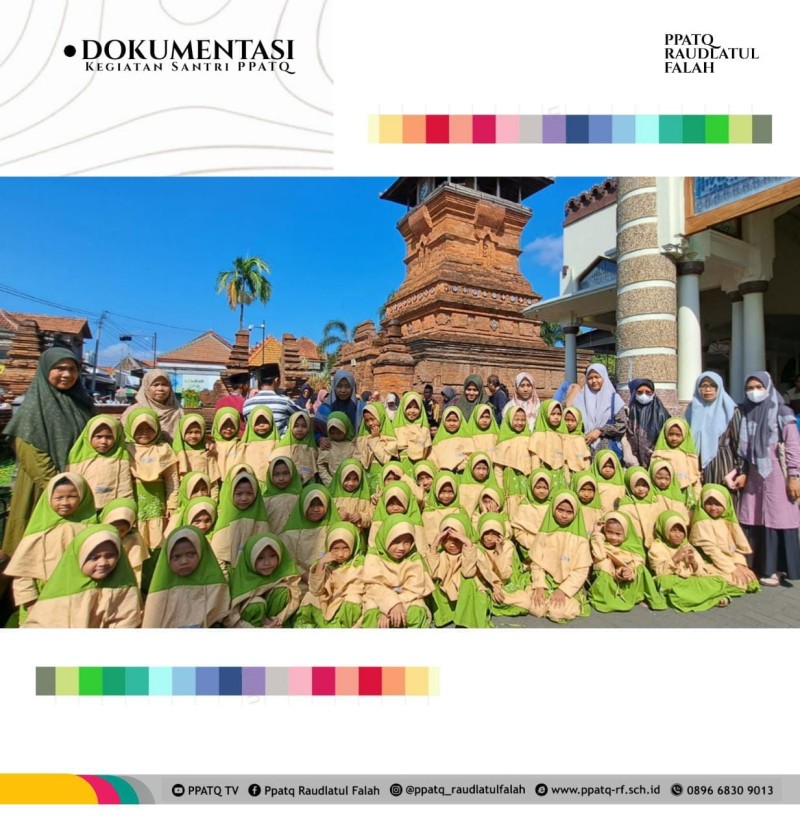 DOKUMENTASI
KEGIATAN SANTRI PPATQ
PPATQ
RAUDLATUL
FALAH
PPATQ TV
Ppatq Raudlatul Falah
@ppatq_raudlatulfalah
www.ppatq-rf.sch.id
0896 6830 9013